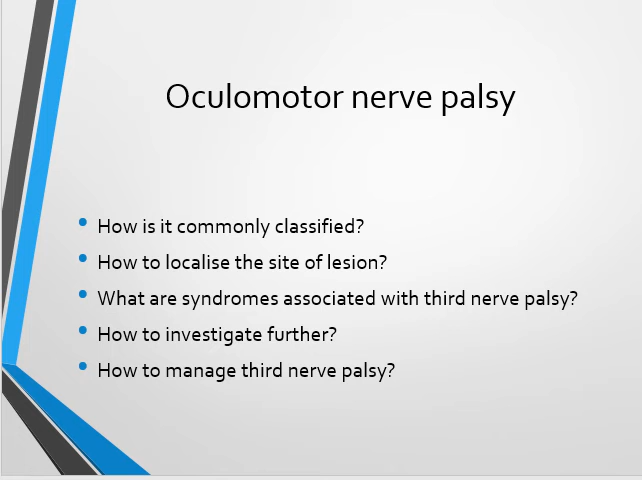 Oculomotor nerve palsy
• How is it commonly classified?
• How to localise the site of lesion?
• What are syndromes associated with third nerve palsy?
• How to investigate further?
• How to manage third nerve palsy?